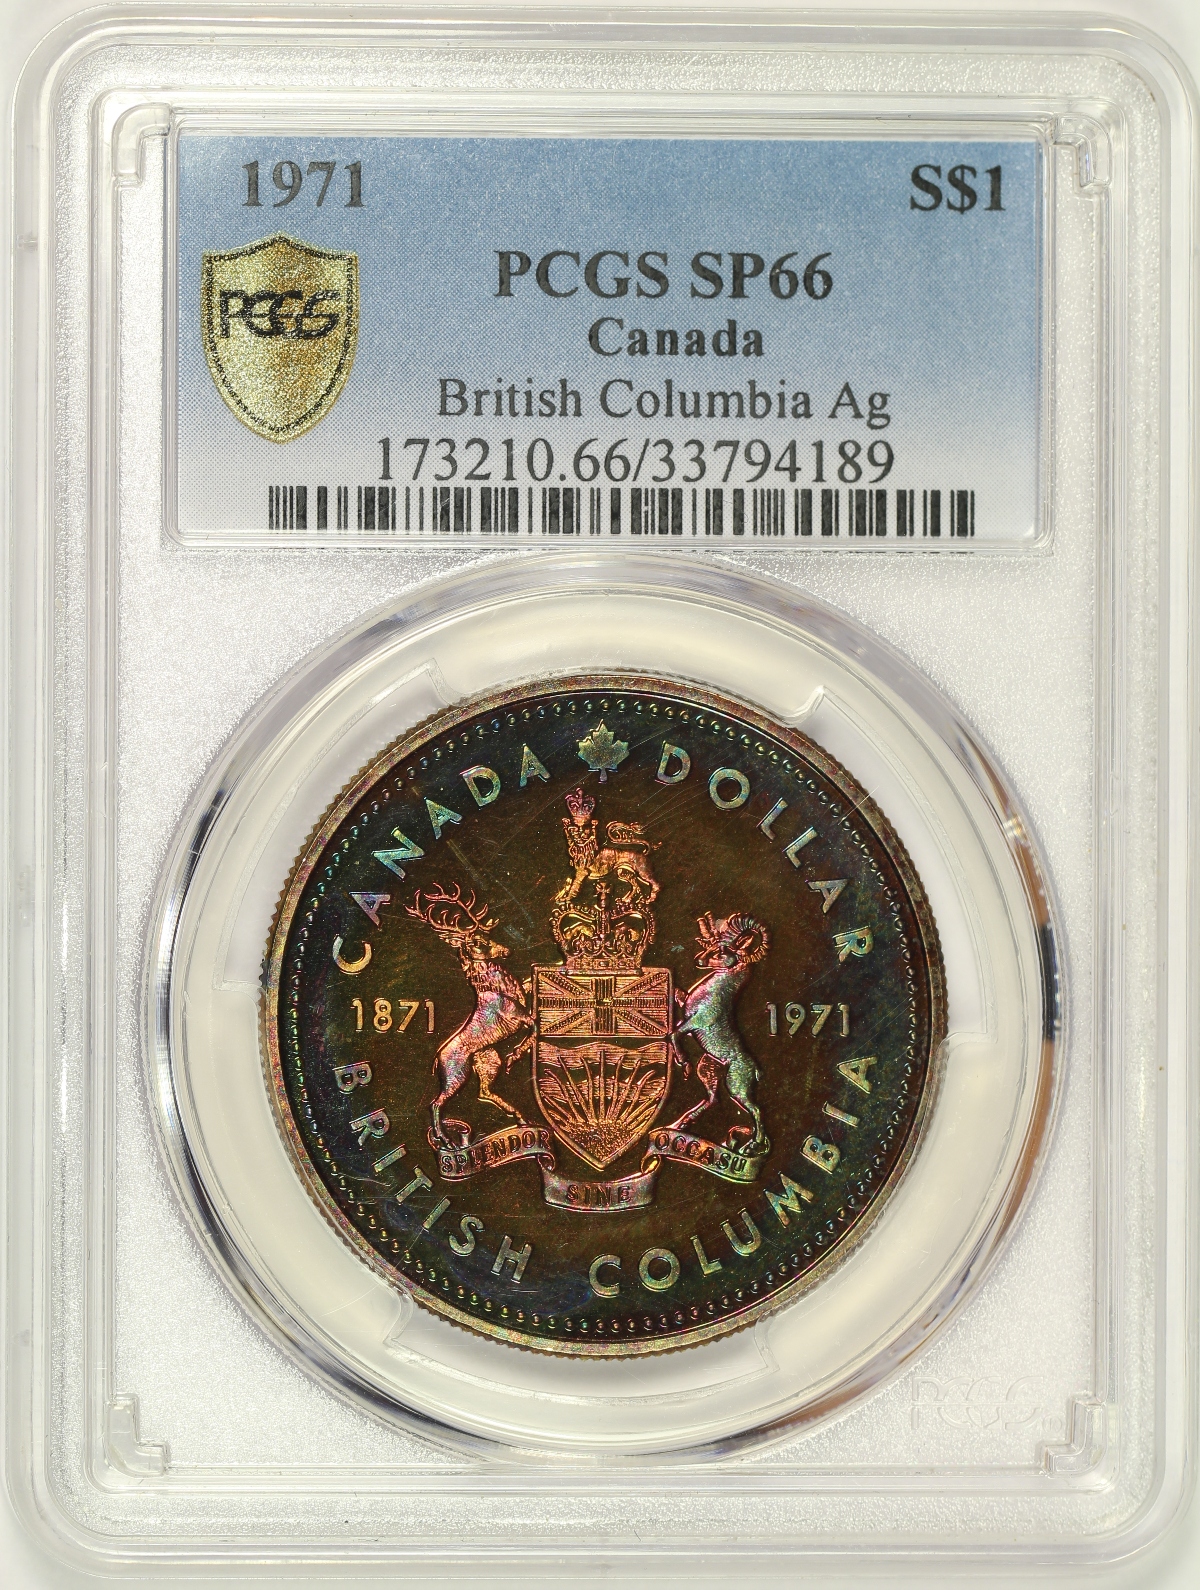 1971 S$1
PCGS
PCGS SP66
Canada
British Columbia Ag
173210.66/33794189
CANADA DOLLAR
1871 1971
SPLENDOR SINE OCCASU
BRITISH COLUMBIA
PCGS